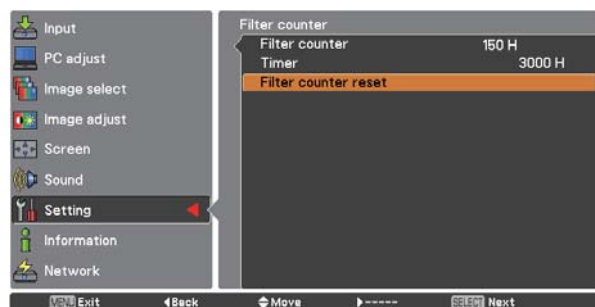 Input
PC adjust
Image select
Image adjust
Screen
Sound
Setting
Information
Network
Filter counter
Filter counter 150 H
Timer 3000 H
Filter counter reset
MENU Exit Back Move ----- SELECT Next